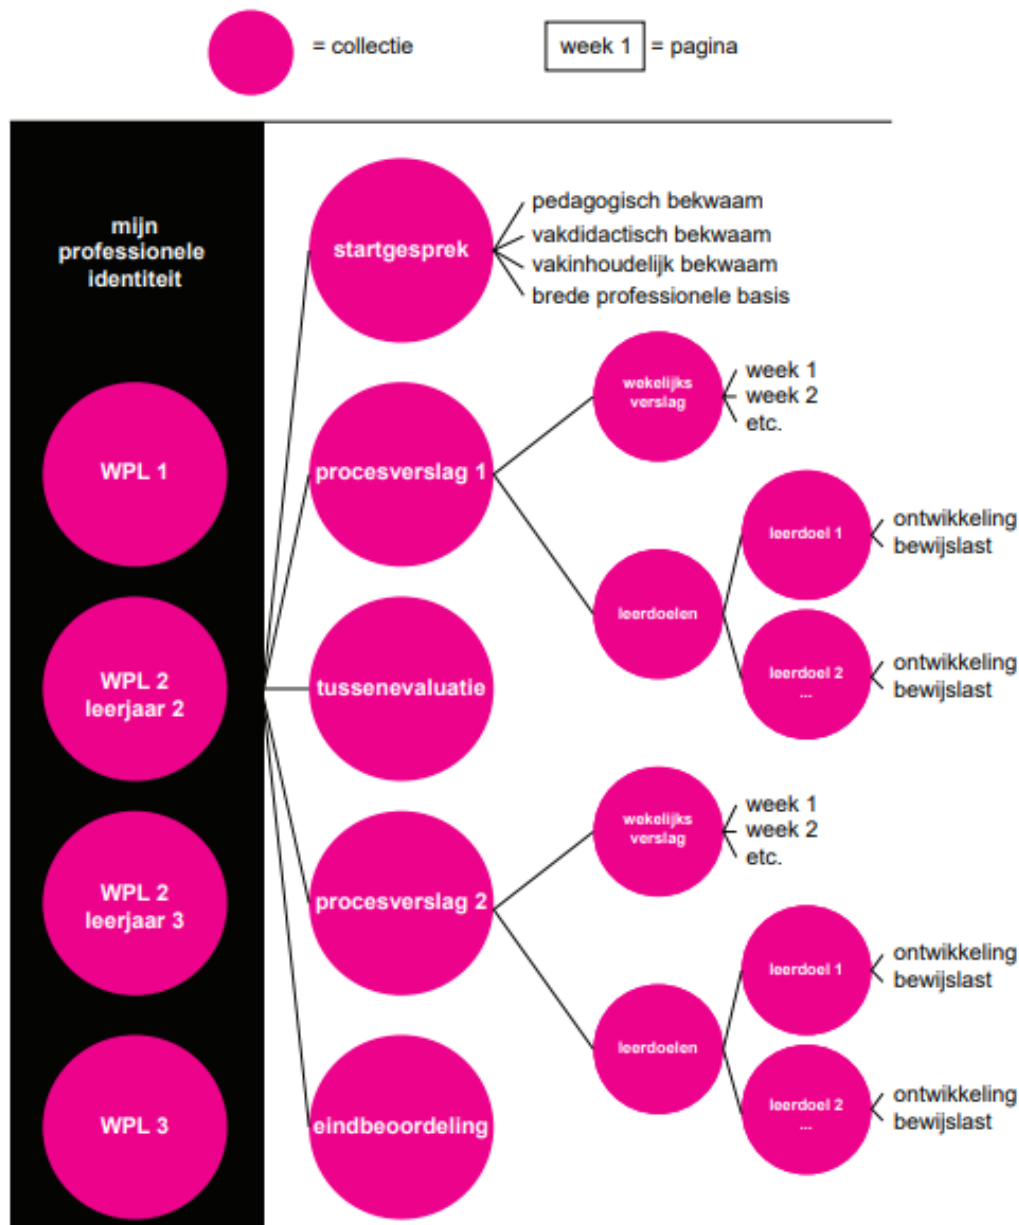 = collectie
week 1
= pagina
mijn
professionele
identiteit
WPL 1
WPL 2
leerjaar 2
WPL 2
leerjaar 3
WPL 3
startgesprek
pedagogisch bekwaam
vakdidactisch bekwaam
vakinhoudelijk bekwaam
brede professionele basis
procesverslag 1
wekelijks
verslag
week 1
week 2
etc.
leerdoelen
leerdoel 1
ontwikkeling
bewijslast
leerdoel 2
...
ontwikkeling
bewijslast
tussenevaluatie
procesverslag 2
wekelijks
verslag
week 1
week 2
etc.
leerdoelen
leerdoel 1
ontwikkeling
bewijslast
leerdoel 2
...
ontwikkeling
bewijslast
eindbeoordeling